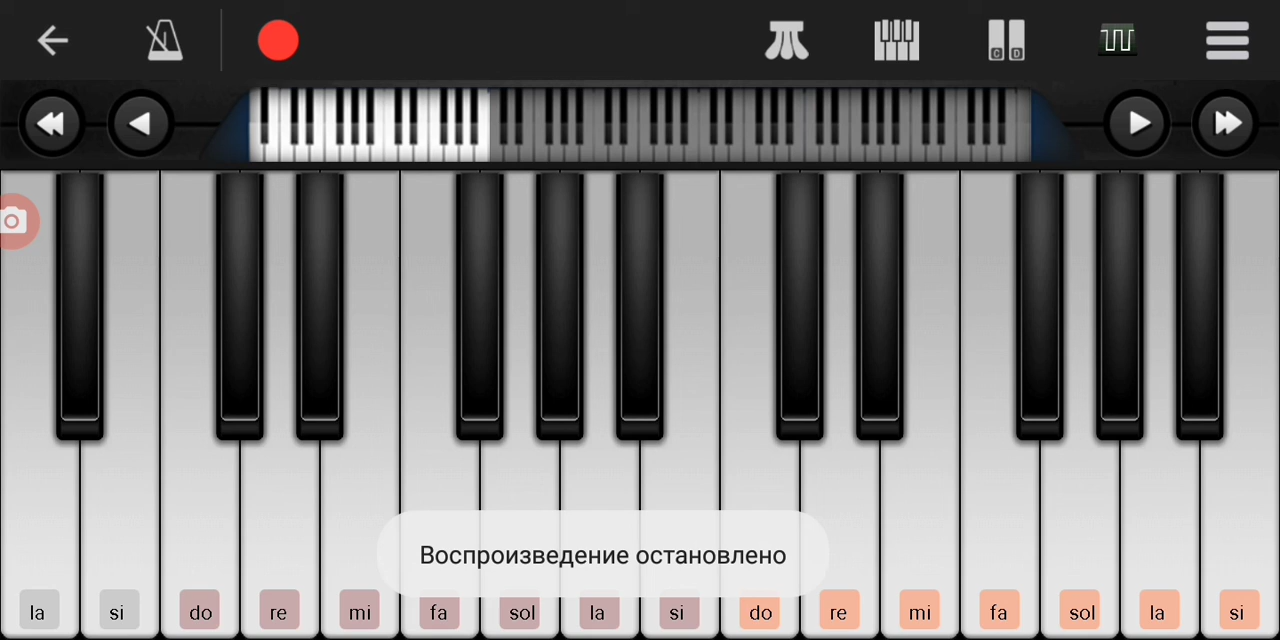 C D
Воспроизведение остановлено
la si do re mi fa sol la si do re mi fa sol la si